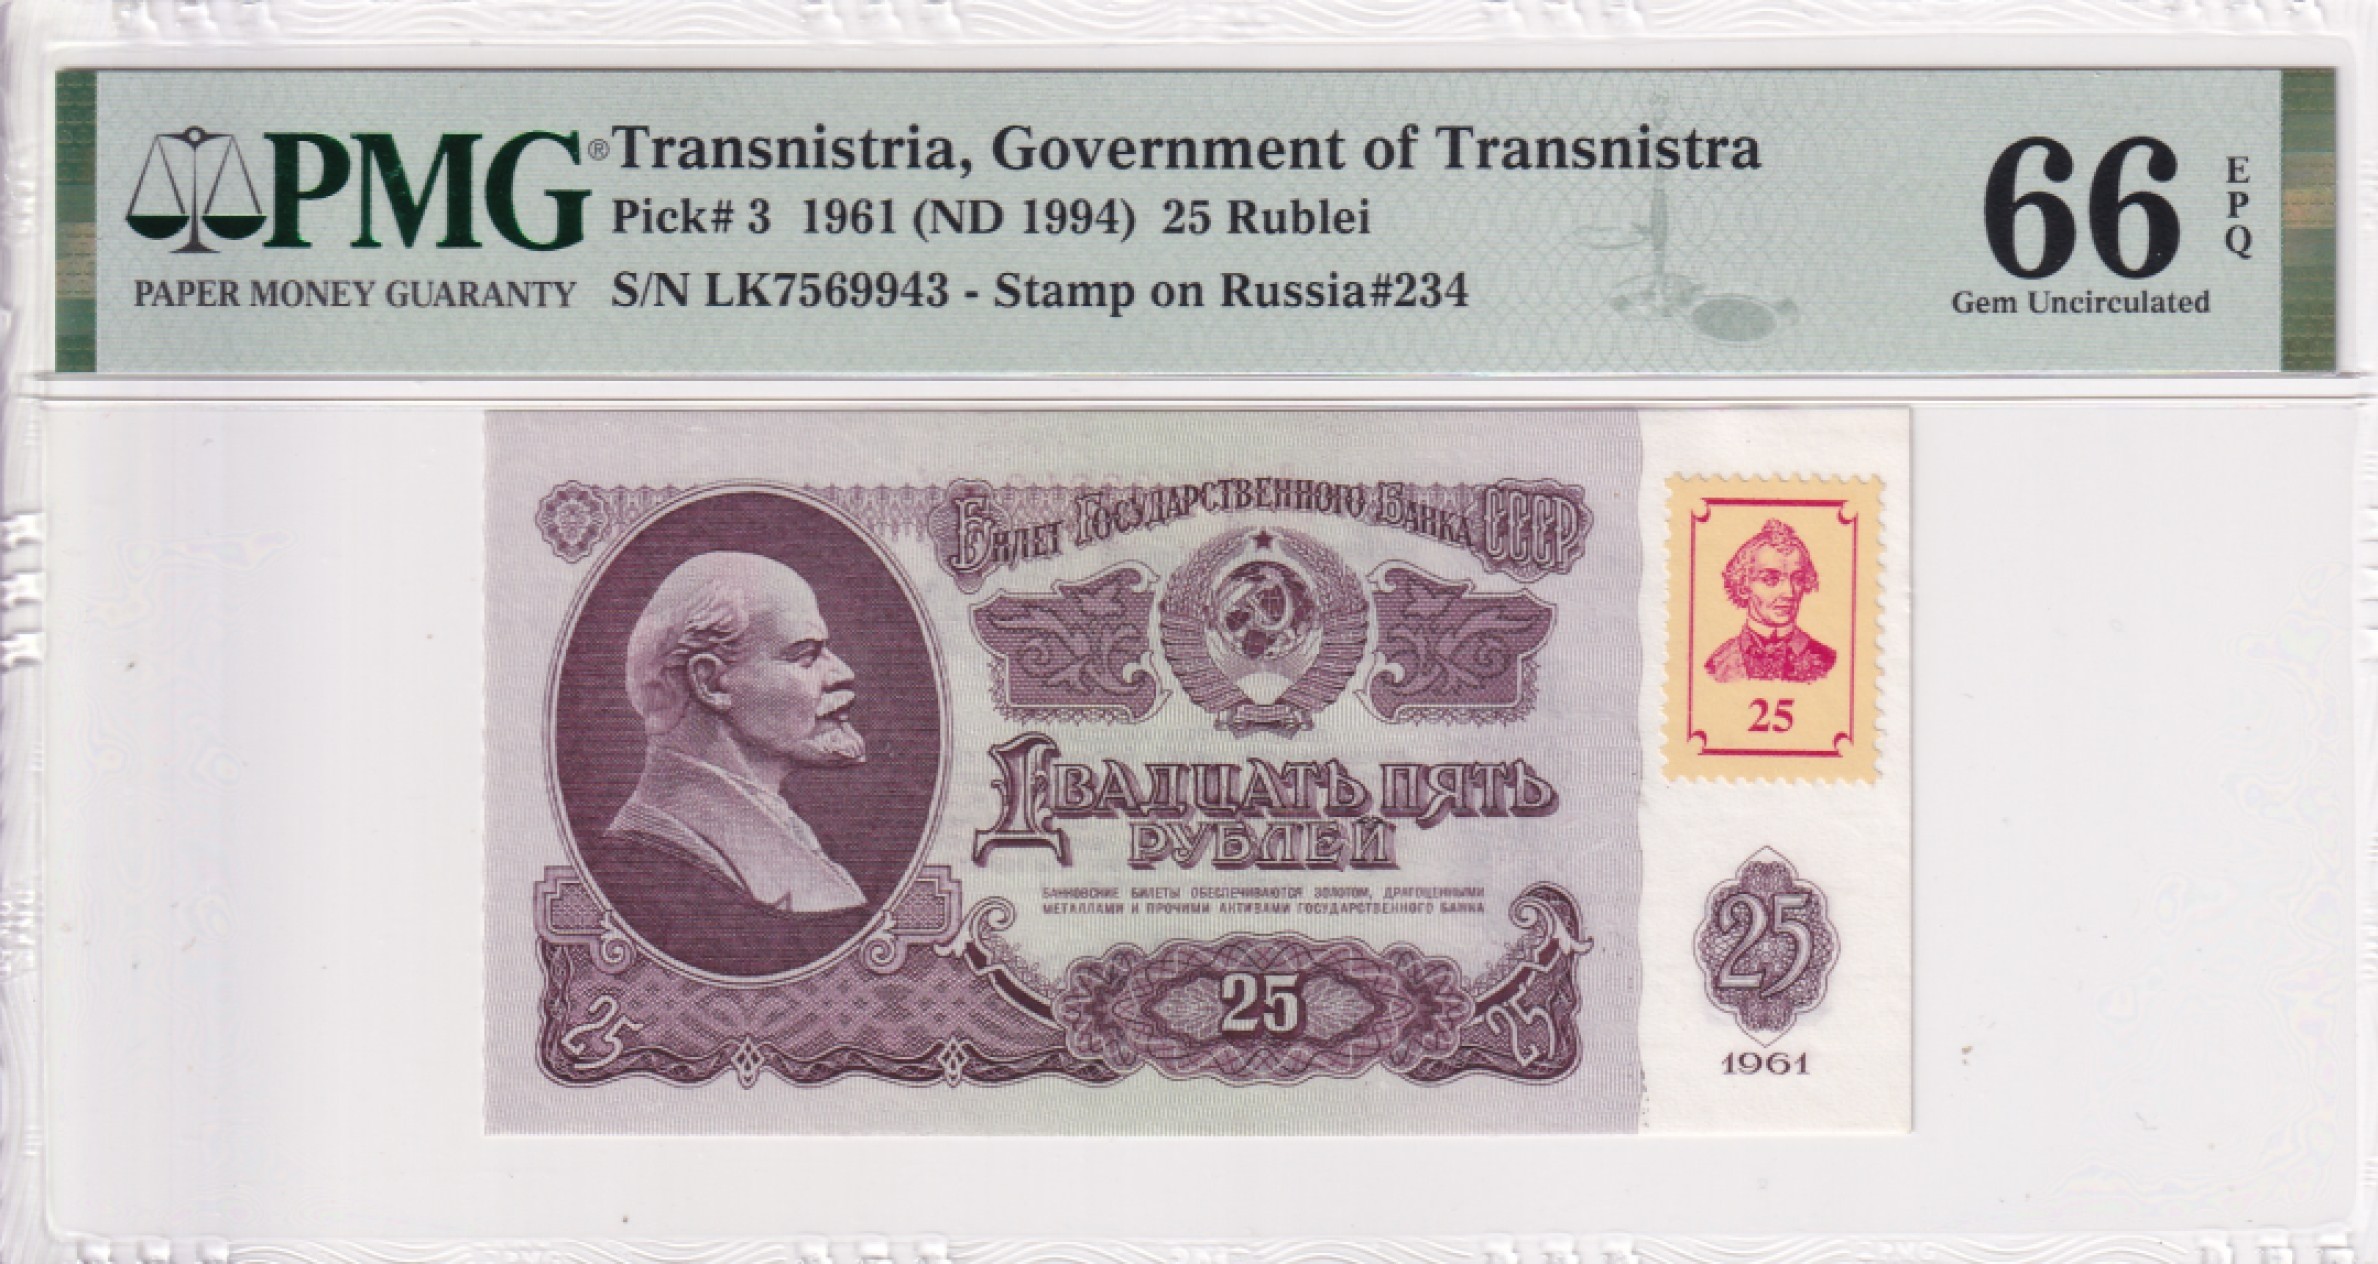 PMG®
PAPER MONEY GUARANTY
Transnistria, Government of Transnistra
Pick# 3 1961 (ND 1994) 25 Rublei
S/N LK7569943 - Stamp on Russia#234
66
EPQ
Gem Uncirculated
Билет Государственного Банка СССР
25
Двадцать пять
рублей
БАНКОВСКИЕ БИЛЕТЫ ОБЕСПЕЧИВАЮТСЯ ЗОЛОТОМ, ДРАГОЦЕННЫМИ
МЕТАЛЛАМИ И ПРОЧИМИ АКТИВАМИ ГОСУДАРСТВЕННОГО БАНКА
25
25
25
25
1961